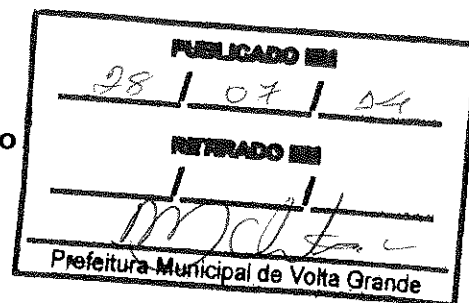 PUBLICADO EM
28 / 07 / 14
o
RETIRADO EM
/ /
Prefeitura Municipal de Volta Grande